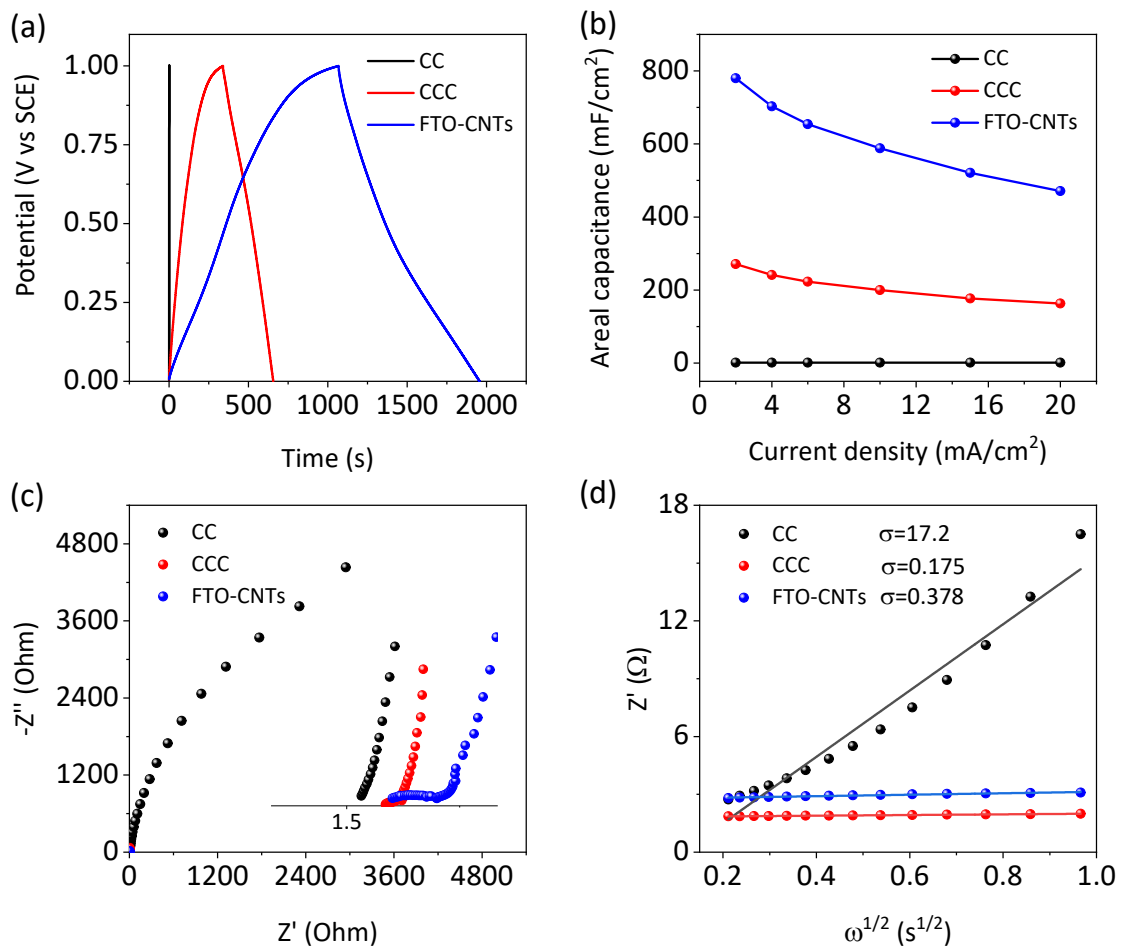 (a)
CC
CCC
FTO-CNTs
1.00
0.75
0.50
0.25
0.00
Potential (V vs SCE)
0 500 1000 1500 2000
Time (s)
(b)
CC
CCC
FTO-CNTs
800
600
400
200
0
Areal capacitance (mF/cm²)
0 4 8 12 16 20
Current density (mA/cm²)
(c)
CC
CCC
FTO-CNTs
4800
3600
2400
1200
0
-Z'' (Ohm)
1.5
0 1200 2400 3600 4800
Z' (Ohm)
(d)
CC σ=17.2
CCC σ=0.175
FTO-CNTs σ=0.378
18
12
6
0
Z' (Ω)
0.2 0.4 0.6 0.8 1.0
ω^1/2 (s^1/2)